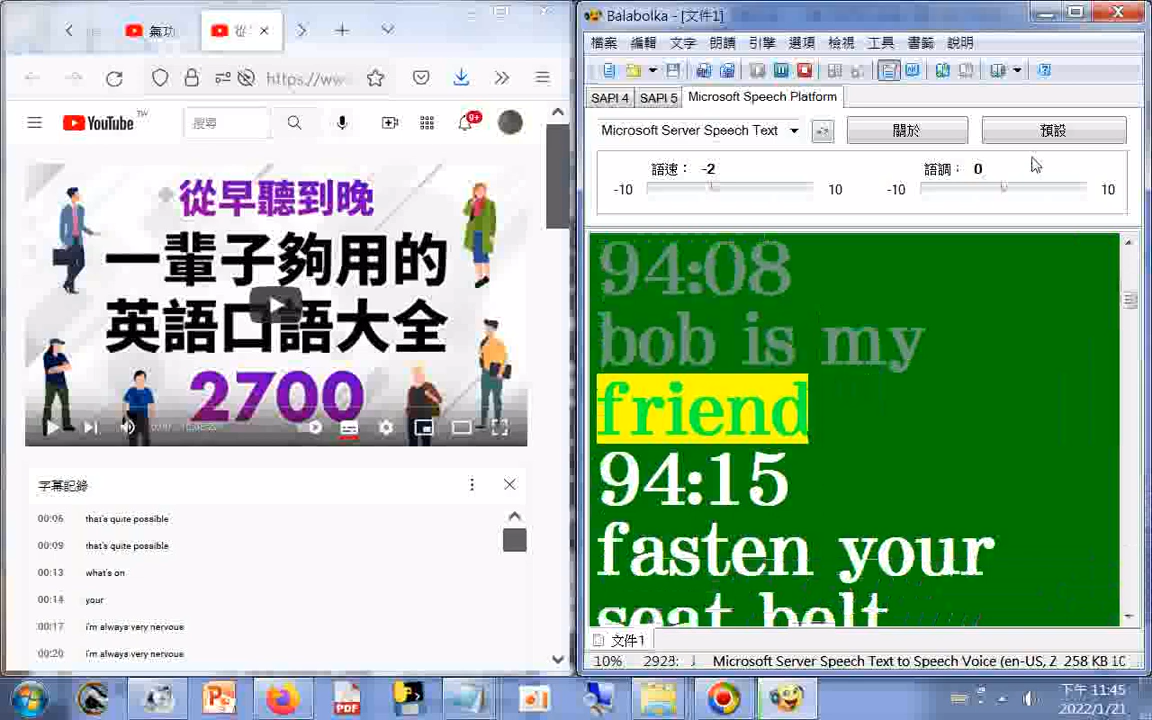 氣功
Balabolka - [文件1]
檔案 編輯 文字 朗讀 引擎 選項 檢視 工具 書籤 說明
https://www
SAPI 4 SAPI 5 Microsoft Speech Platform
YouTube TW
搜尋
9+
Microsoft Server Speech Text
關於
預設
語速： -2
語調： 0
-10 10
-10 10
從早聽到晚
一輩子夠用的
英語口語大全
2700
94:08
bob is my
friend
94:15
fasten your
seat belt
字幕記錄
00:06 that's quite possible
00:09 that's quite possible
00:13 what's on
00:14 your
00:17 i'm always very nervous
00:20 i'm always very nervous
文件1
10% 2923: Microsoft Server Speech Text to Speech Voice (en-US, Z 258 KB 10
PDF
下午 11:45
2022/1/21